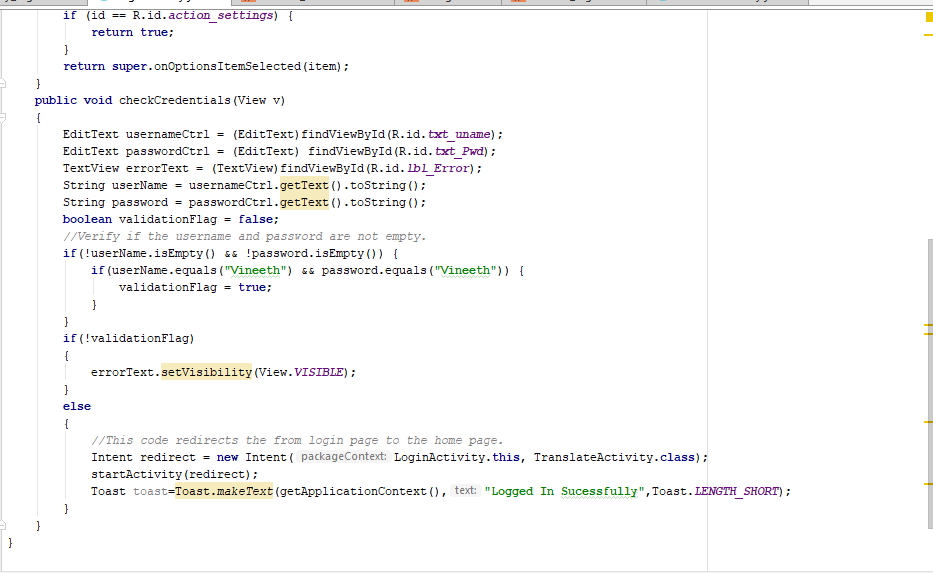 if (id == R.id.action_settings) {
return true;
}
return super.onOptionsItemSelected(item);
}
public void checkCredentials(View v)
{
EditText usernameCtrl = (EditText)findViewById(R.id.txt_uname);
EditText passwordCtrl = (EditText) findViewById(R.id.txt_Pwd);
TextView errorText = (TextView)findViewById(R.id.lbl_Error);
String userName = usernameCtrl.getText().toString();
String password = passwordCtrl.getText().toString();
boolean validationFlag = false;
//Verify if the username and password are not empty.
if(!userName.isEmpty() && !password.isEmpty()) {
if(userName.equals("Vineeth") && password.equals("Vineeth")) {
validationFlag = true;
}
}
if(!validationFlag)
{
errorText.setVisibility(View.VISIBLE);
}
else
{
//This code redirects the from login page to the home page.
Intent redirect = new Intent( packageContext: LoginActivity.this, TranslateActivity.class);
startActivity(redirect);
Toast toast=Toast.makeText(getApplicationContext(), text: "Logged In Sucessfully",Toast.LENGTH_SHORT);
}
}
}